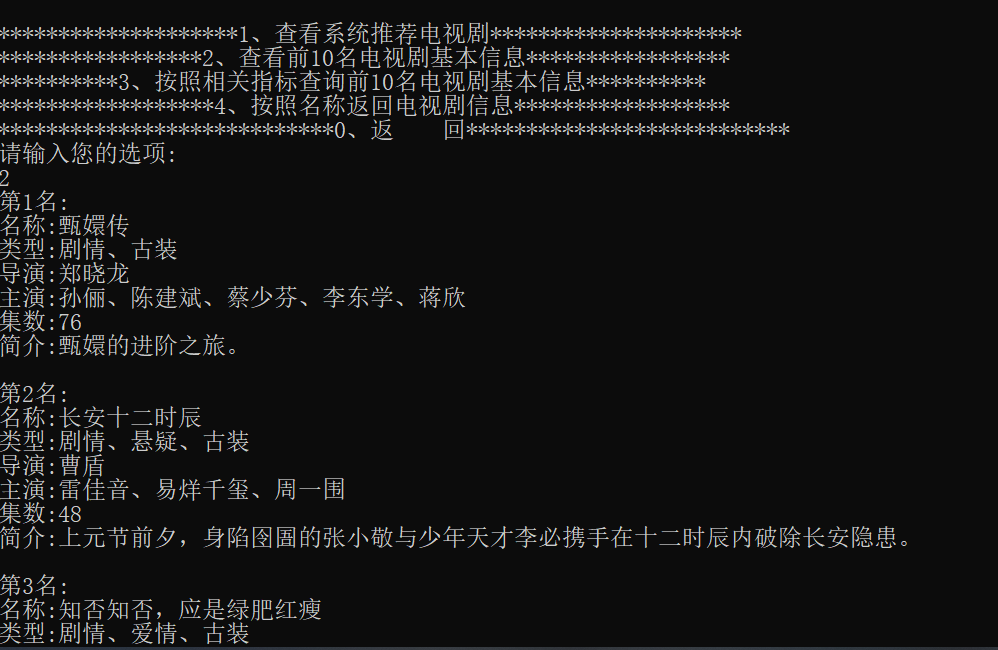 ********************1、查看系统推荐电视剧*********************
*****************2、查看前10名电视剧基本信息*****************
**********3、按照相关指标查询前10名电视剧基本信息**********
******************4、按照名称返回电视剧信息******************
****************************0、返    回***************************
请输入您的选项:
2
第1名:
名称:甄嬛传
类型:剧情、古装
导演:郑晓龙
主演:孙俪、陈建斌、蔡少芬、李东学、蒋欣
集数:76
简介:甄嬛的进阶之旅。

第2名:
名称:长安十二时辰
类型:剧情、悬疑、古装
导演:曹盾
主演:雷佳音、易烊千玺、周一围
集数:48
简介:上元节前夕，身陷囹圄的张小敬与少年天才李必携手在十二时辰内破除长安隐患。

第3名:
名称:知否知否，应是绿肥红瘦
类型:剧情、爱情、古装